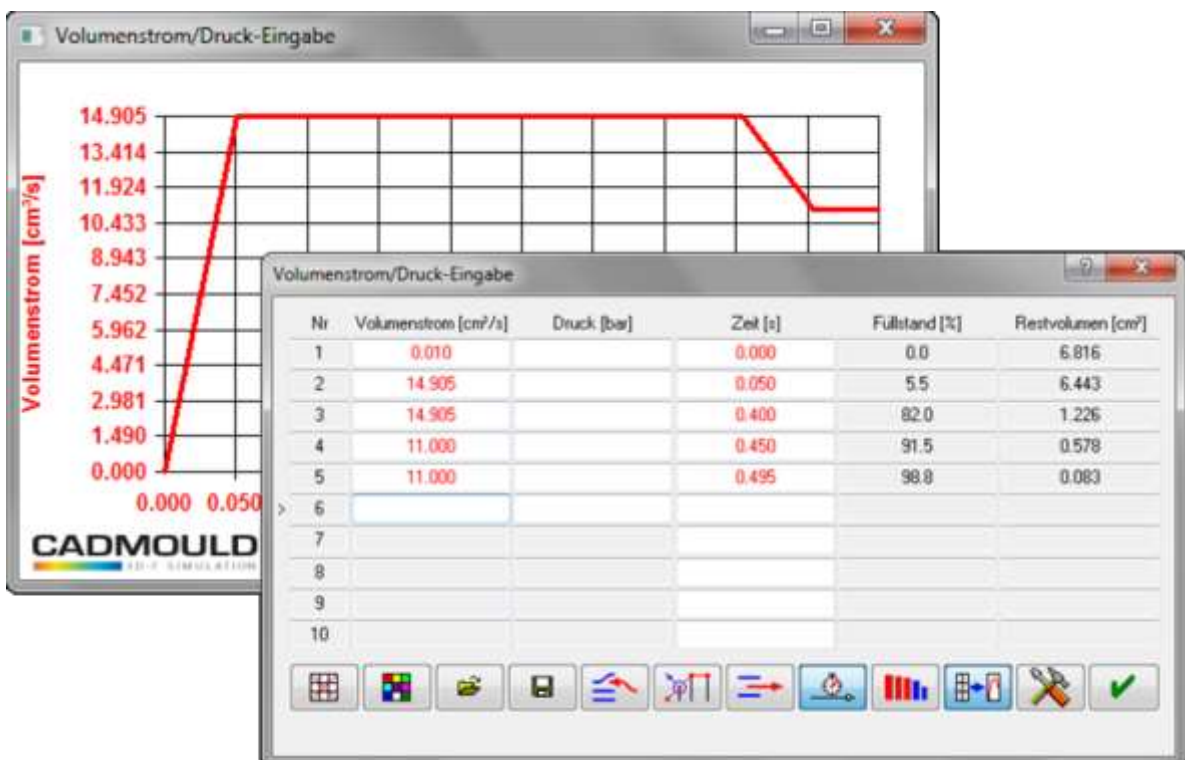 Volumenstrom/Druck-Eingabe
14.905
13.414
11.924
10.433
8.943
7.452
5.962
4.471
2.981
1.490
0.000
Volumenstrom [cm³/s]
0.000 0.050
CADMOULD
3D-F SIMULATION
Volumenstrom/Druck-Eingabe
Nr Volumenstrom [cm³/s] Druck [bar] Zeit [s] Füllstand [%] Restvolumen [cm³]
1 0.010 0.000 0.0 6.816
2 14.905 0.050 5.5 6.443
3 14.905 0.400 82.0 1.226
4 11.000 0.450 91.5 0.578
5 11.000 0.495 98.8 0.083
> 6
7
8
9
10